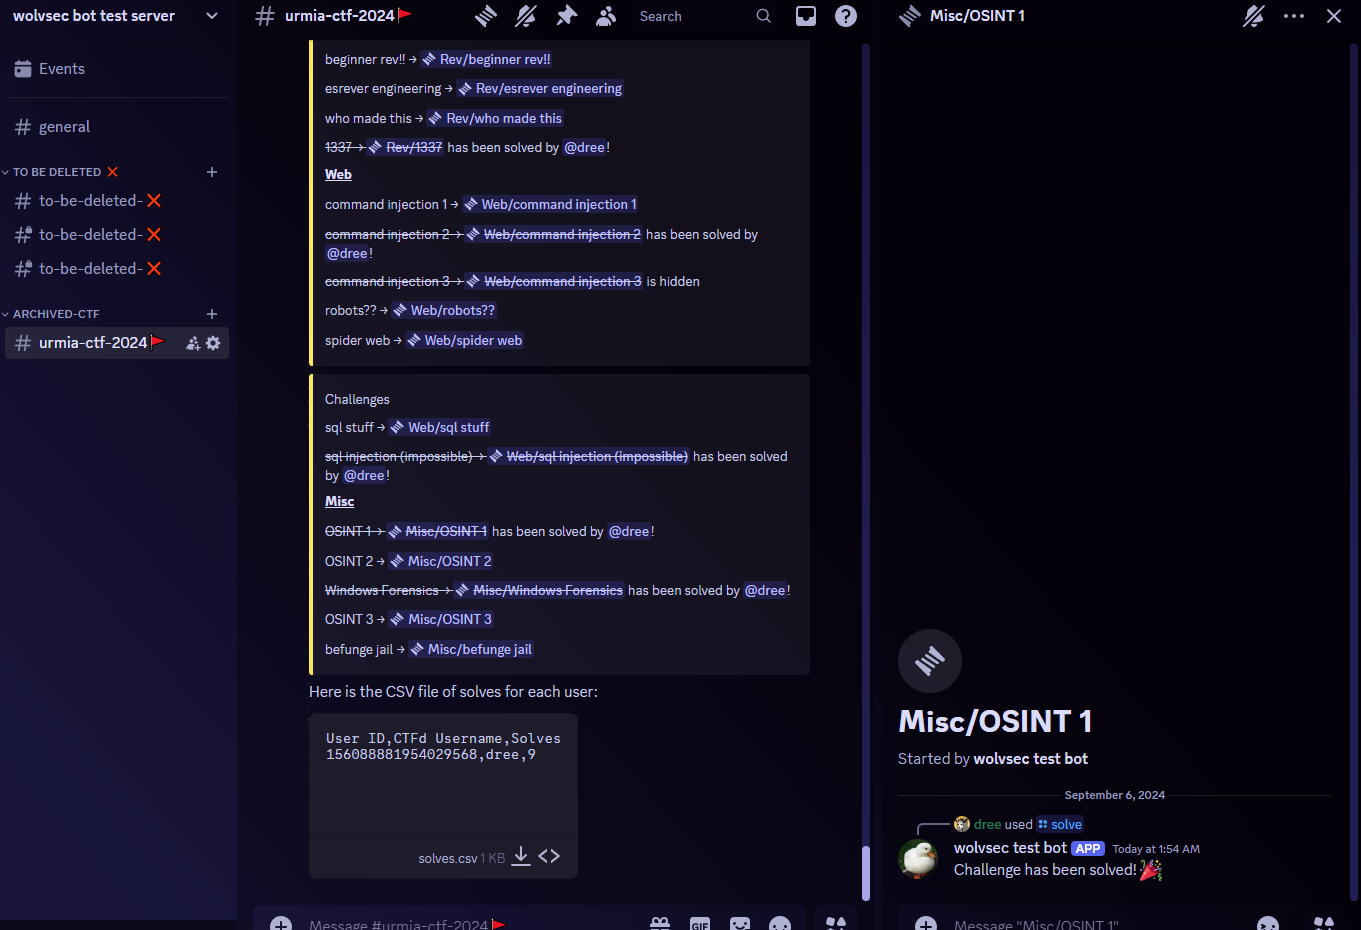 wolvsec bot test server
Events
general
TO BE DELETED ❌
to-be-deleted-❌
to-be-deleted-❌
to-be-deleted-❌
ARCHIVED-CTF
urmia-ctf-2024🚩
urmia-ctf-2024🚩
Search
beginner rev!! → Rev/beginner rev!!
esrever engineering → Rev/esrever engineering
who made this → Rev/who made this
1337 → Rev/1337 has been solved by @dree!
Web
command injection 1 → Web/command injection 1
command injection 2 → Web/command injection 2 has been solved by
@dree!
command injection 3 → Web/command injection 3 is hidden
robots?? → Web/robots??
spider web → Web/spider web
Challenges
sql stuff → Web/sql stuff
sql injection (impossible) → Web/sql injection (impossible) has been solved
by @dree!
Misc
OSINT 1 → Misc/OSINT 1 has been solved by @dree!
OSINT 2 → Misc/OSINT 2
Windows Forensics → Misc/Windows Forensics has been solved by @dree!
OSINT 3 → Misc/OSINT 3
befunge jail → Misc/befunge jail
Here is the CSV file of solves for each user:
User ID,CTFd Username,Solves
156088881954029568,dree,9
solves.csv 1 KB
Message #urmia-ctf-2024🚩
GIF
Misc/OSINT 1
Misc/OSINT 1
Started by wolvsec test bot
September 6, 2024
dree used solve
wolvsec test bot APP Today at 1:54 AM
Challenge has been solved! 🎉
Message "Misc/OSINT 1"